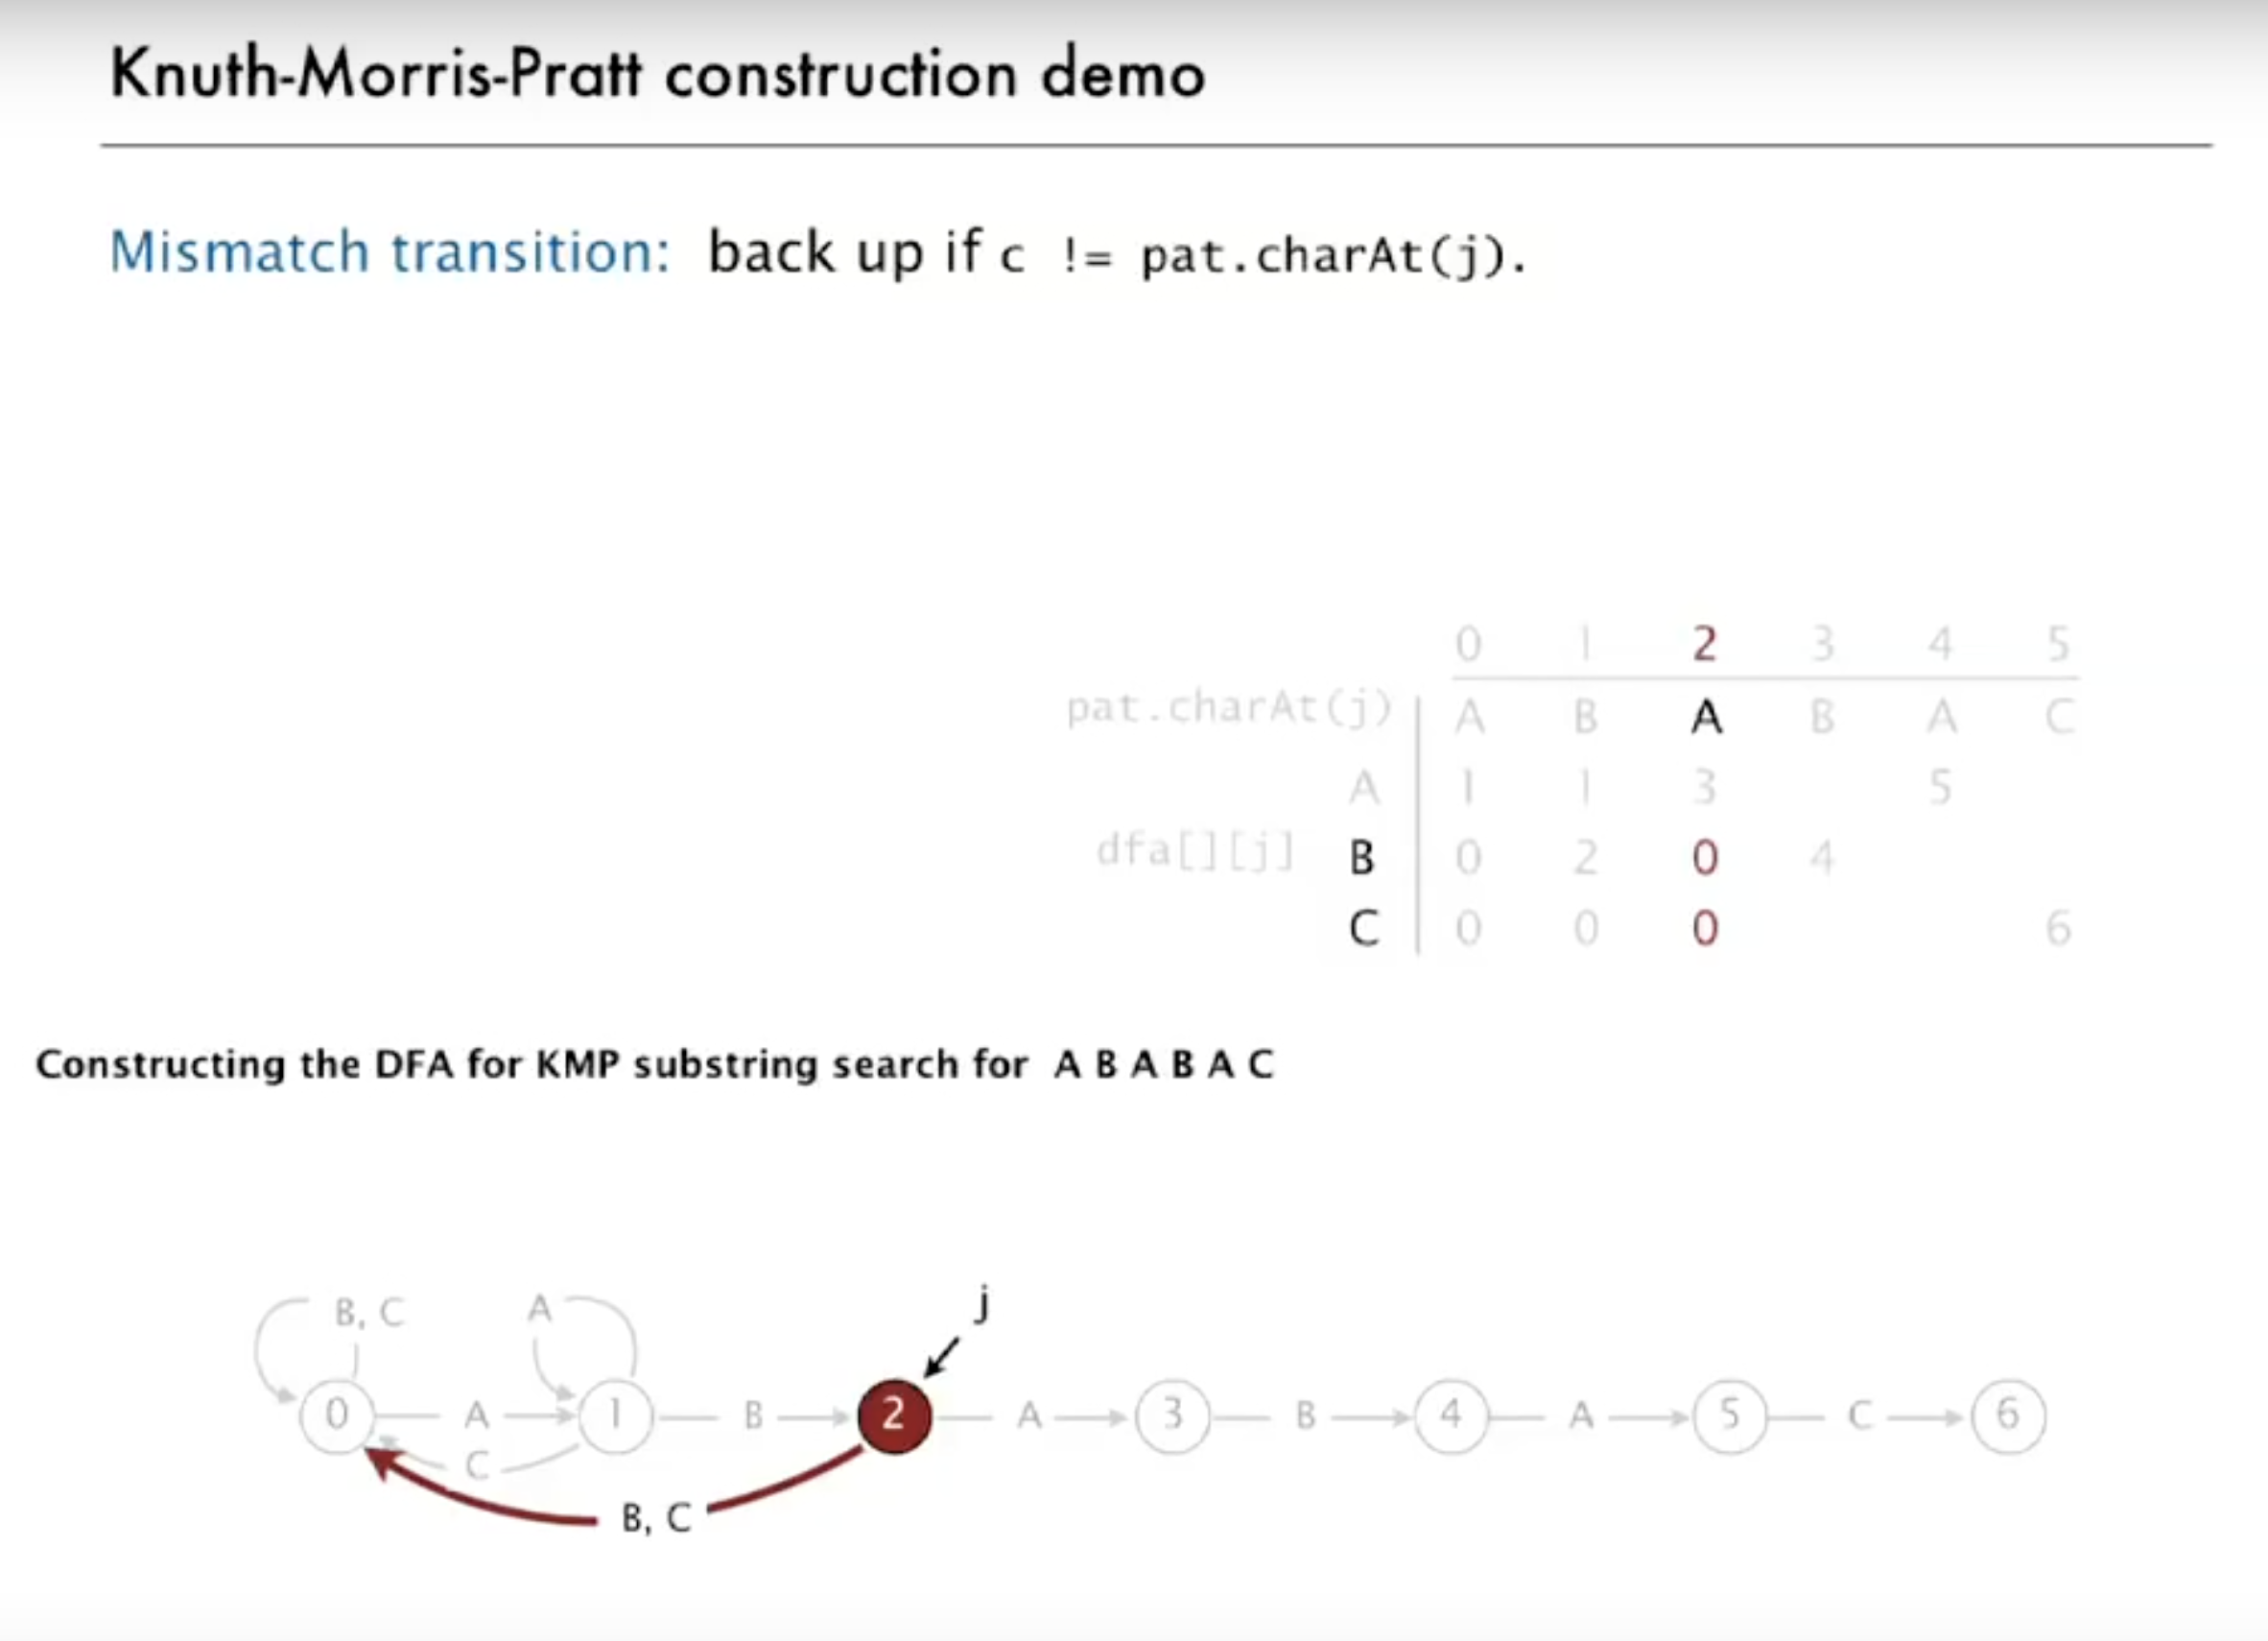 Knuth-Morris-Pratt construction demo
Mismatch transition: back up if c != pat.charAt(j).
0 1 2 3 4 5
pat.charAt(j) A B A B A C
A 1 1 3 5
dfa[][j] B 0 2 0 4
C 0 0 0 6
Constructing the DFA for KMP substring search for A B A B A C
j
B, C A
0 A 1 B 2 A 3 B 4 A 5 C 6
C
B, C